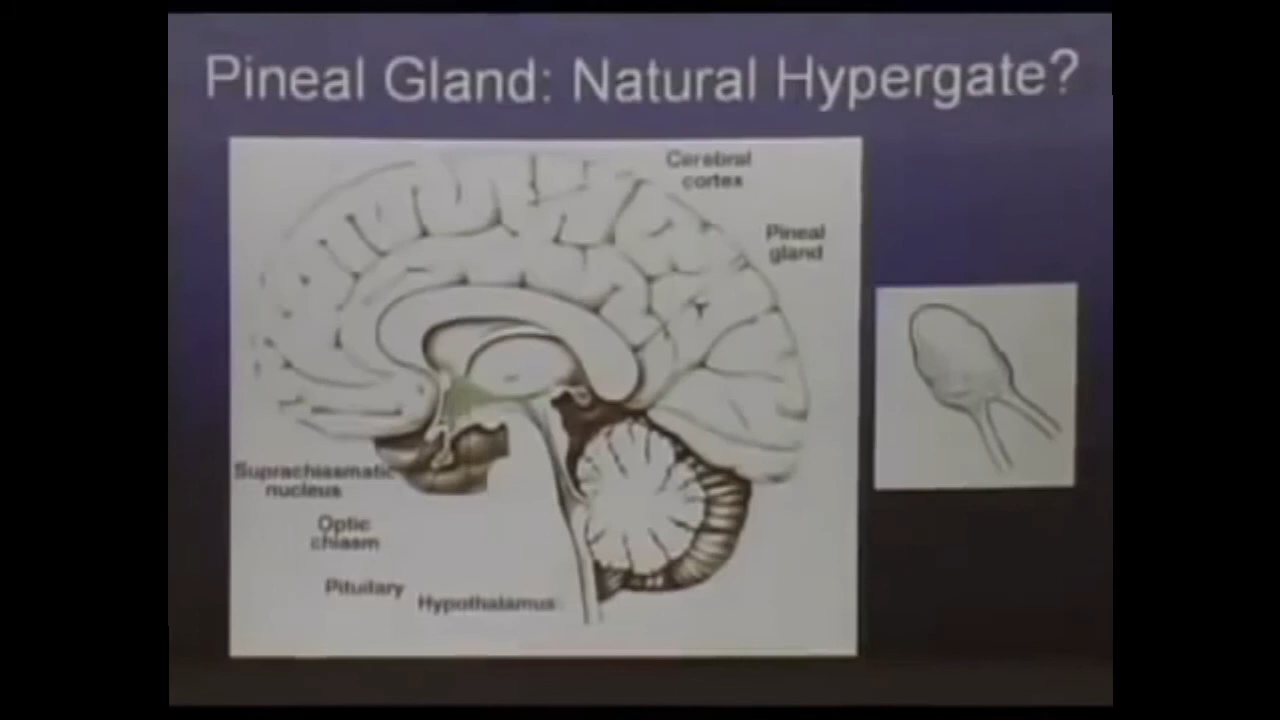 Pineal Gland: Natural Hypergate?
Cerebral
cortex
Pineal
gland
Suprachiasmatic
nucleus
Optic
chiasm
Pituitary
Hypothalamus